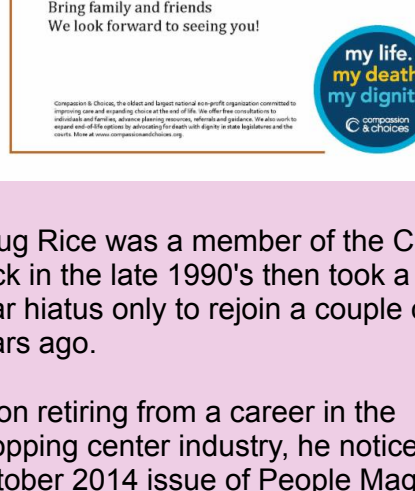 Bring family and friends
We look forward to seeing you!
my life.
my death
my dignit
compassion
& choices
Compassion & Choices, the oldest and largest national non-profit organization committed to
improving care and expanding choice at the end of life. We offer free consultations to
individuals and families, advance planning resources, referrals and guidance. We also work to
expand end-of-life options by advocating for death with dignity in state legislatures and the
courts. More at www.compassionandchoices.org.
ug Rice was a member of the C
ck in the late 1990's then took a
ar hiatus only to rejoin a couple
ars ago.
on retiring from a career in the
opping center industry, he notice
tober 2014 issue of People Mag